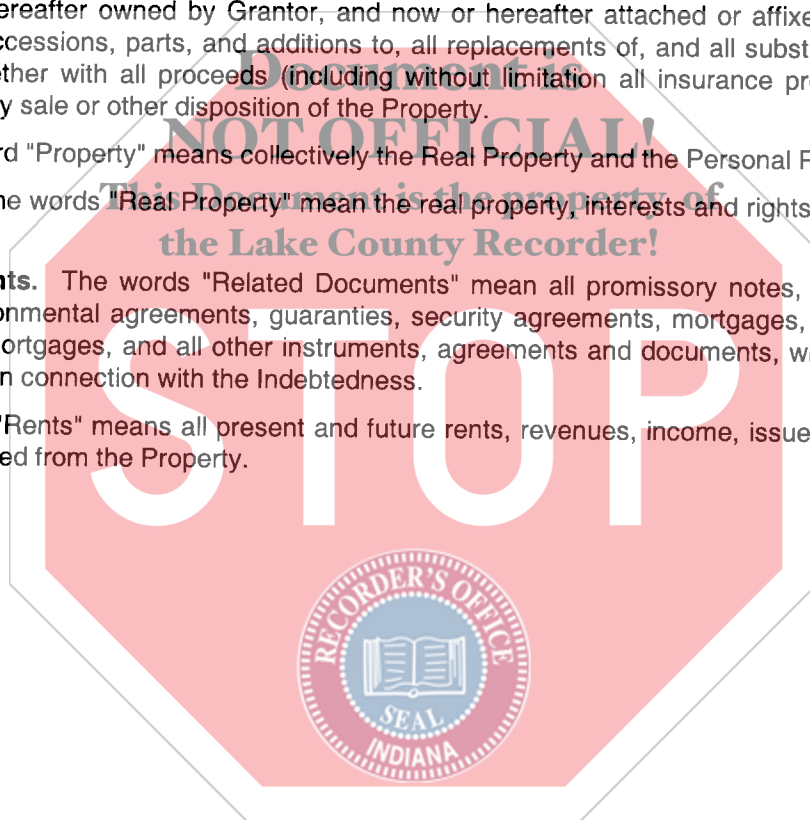 ereafter owned by Grantor, and now or hereafter attached or affixe
ccessions, parts, and additions to, all replacements of, and all subst
ther with all proceeds (including without limitation all insurance pr
y sale or other disposition of the Property.
rd "Property" means collectively the Real Property and the Personal P
ne words "Real Property" mean the real property, interests and rights
nts. The words "Related Documents" mean all promissory notes,
onmental agreements, guaranties, security agreements, mortgages,
ortgages, and all other instruments, agreements and documents, w
n connection with the Indebtedness.
"Rents" means all present and future rents, revenues, income, issue
ed from the Property.
Document is
NOT OFFICIAL!
This Document is the property of
the Lake County Recorder!
STOP
RECORDER'S OFFICE
SEAL
INDIANA